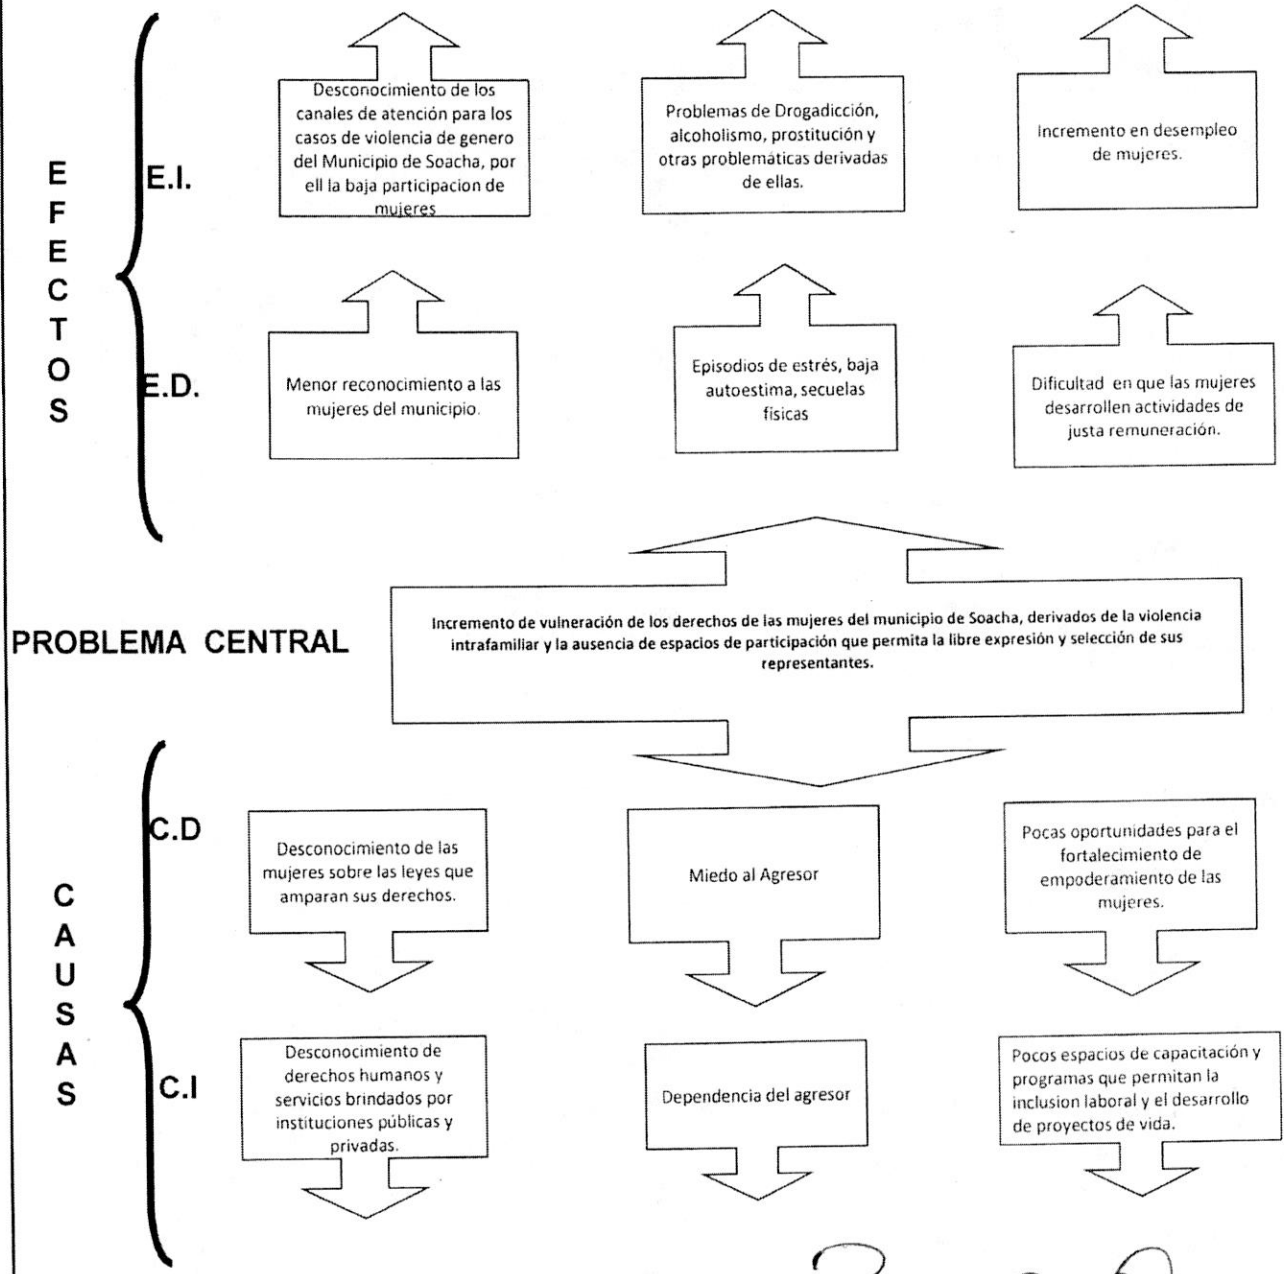 EFECTOS
E.I.
Desconocimiento de los
canales de atención para los
casos de violencia de genero
del Municipio de Soacha, por
ell la baja participacion de
mujeres
Problemas de Drogadicción,
alcoholismo, prostitución y
otras problemáticas derivadas
de ellas.
Incremento en desempleo
de mujeres.
E.D.
Menor reconocimiento a las
mujeres del municipio.
Episodios de estrés, baja
autoestima, secuelas
físicas
Dificultad en que las mujeres
desarrollen actividades de
justa remuneración.
PROBLEMA CENTRAL
Incremento de vulneración de los derechos de las mujeres del municipio de Soacha, derivados de la violencia
intrafamiliar y la ausencia de espacios de participación que permita la libre expresión y selección de sus
representantes.
CAUSAS
C.D
Desconocimiento de las
mujeres sobre las leyes que
amparan sus derechos.
Miedo al Agresor
Pocas oportunidades para el
fortalecimiento de
empoderamiento de las
mujeres.
C.I
Desconocimiento de
derechos humanos y
servicios brindados por
instituciones públicas y
privadas.
Dependencia del agresor
Pocos espacios de capacitación y
programas que permitan la
inclusion laboral y el desarrollo
de proyectos de vida.